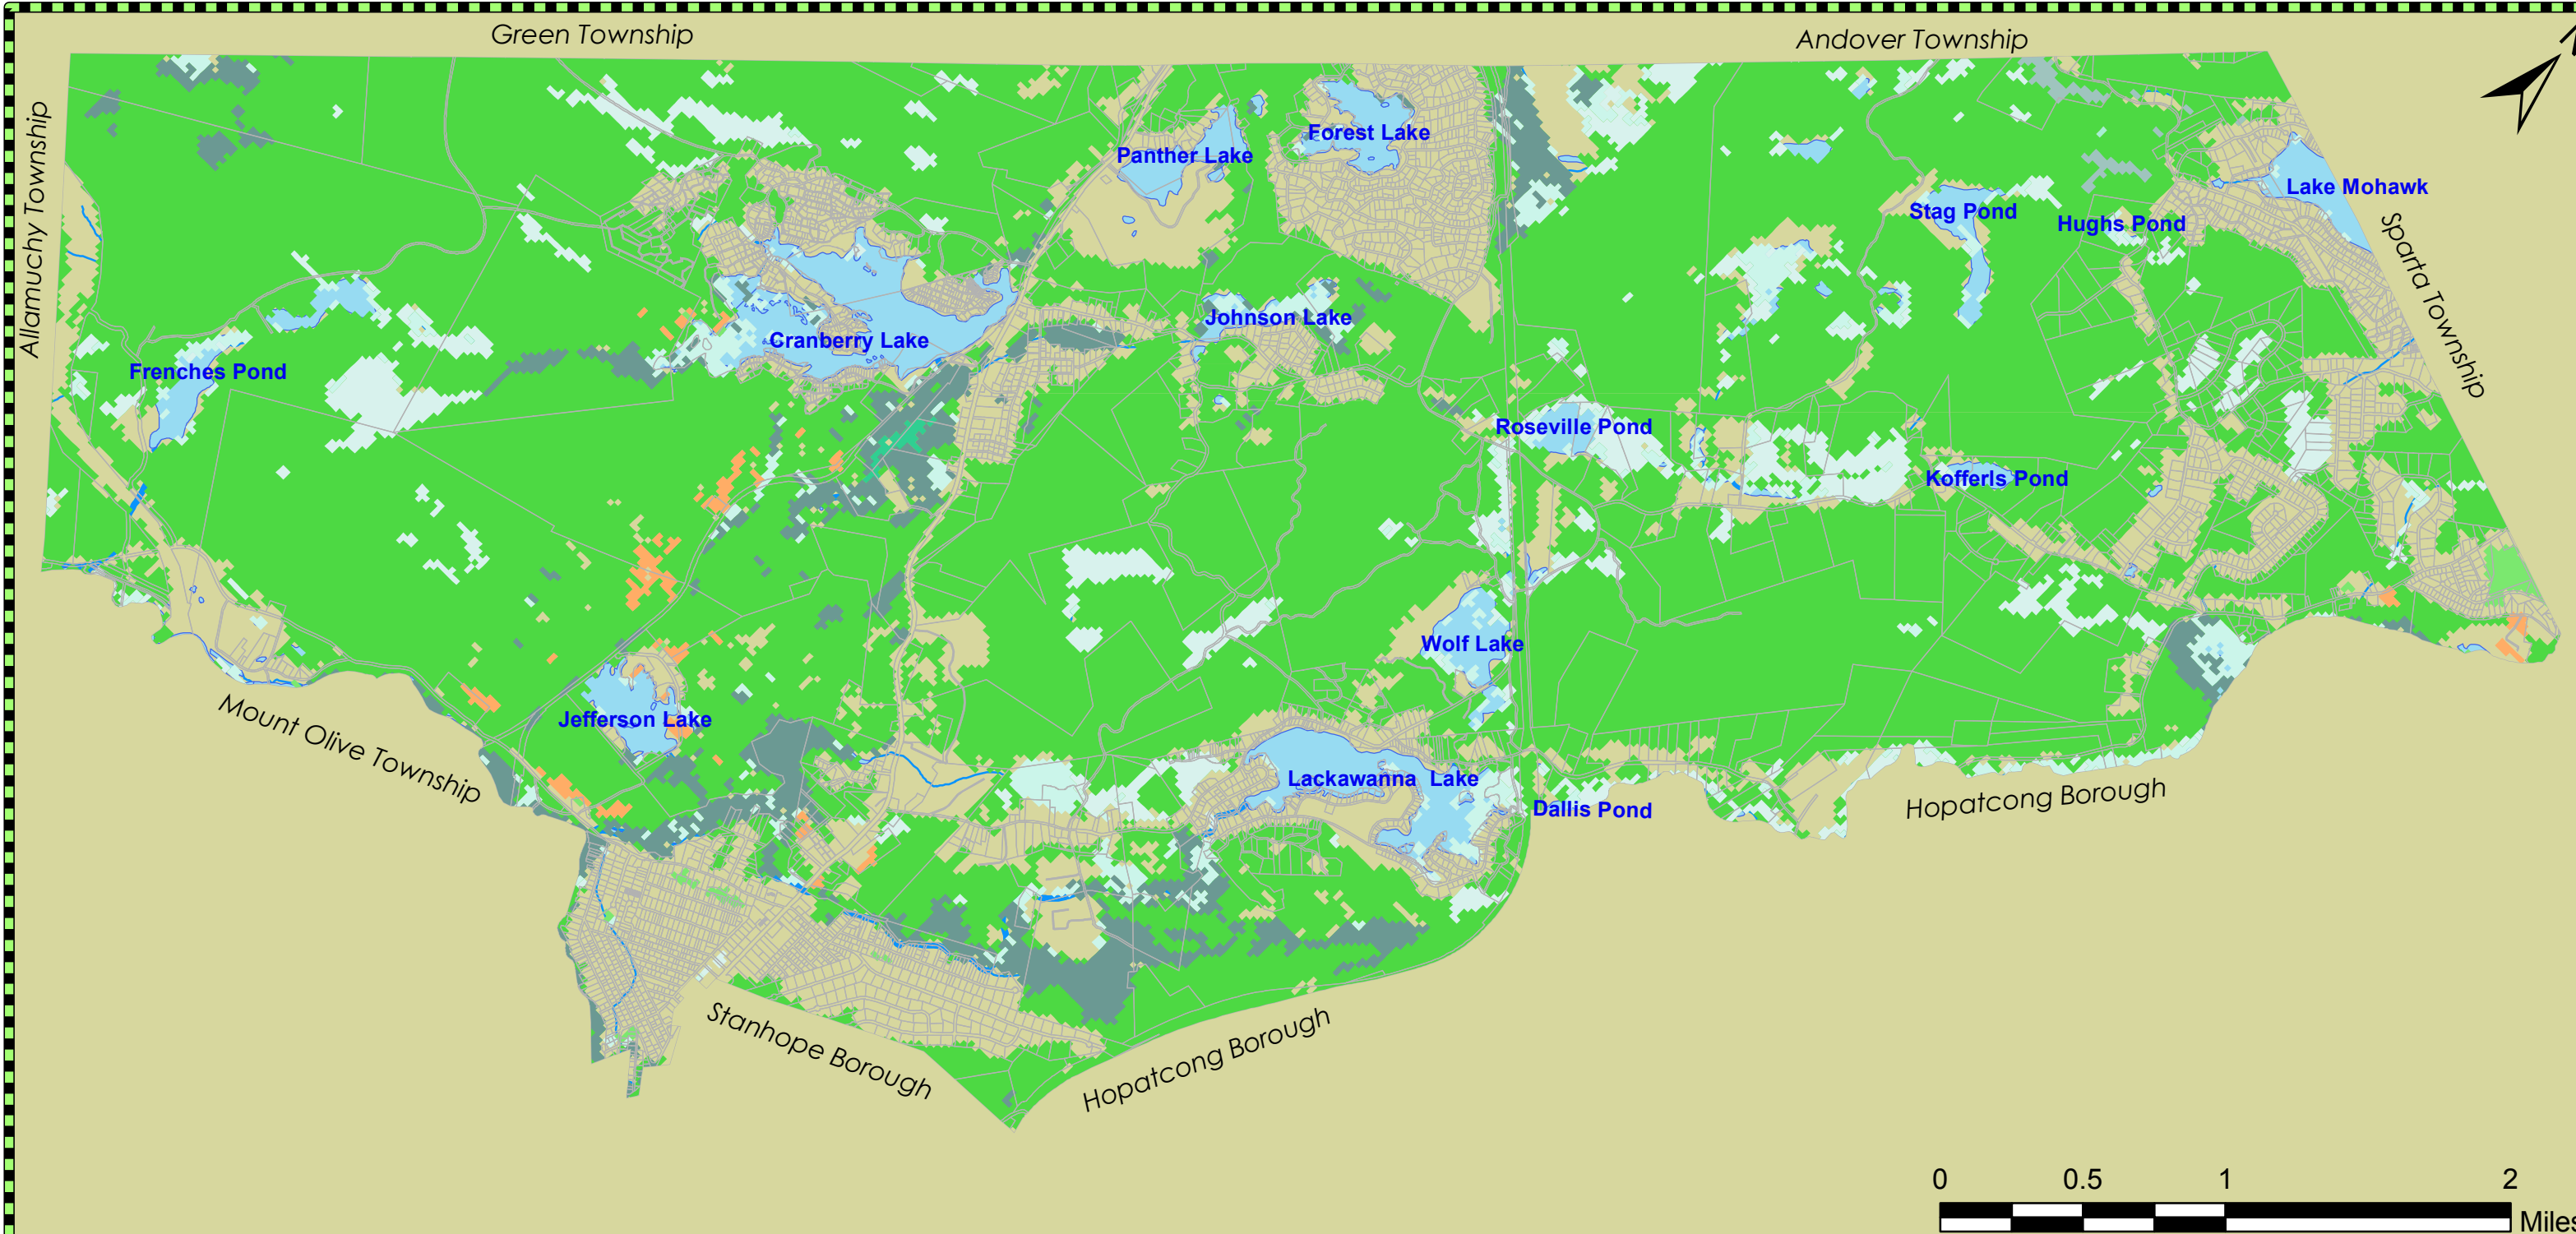 Green Township
Andover Township
Allamuchy Township
Forest Lake
Panther Lake
Lake Mohawk
Stag Pond
Hughs Pond
Sparta Township
Johnson Lake
Cranberry Lake
Frenches Pond
Roseville Pond
Kofferls Pond
Wolf Lake
Jefferson Lake
Mount Olive Township
Lackawanna Lake
Dallis Pond
Hopatcong Borough
Stanhope Borough
Hopatcong Borough
0 0.5 1 2
Miles